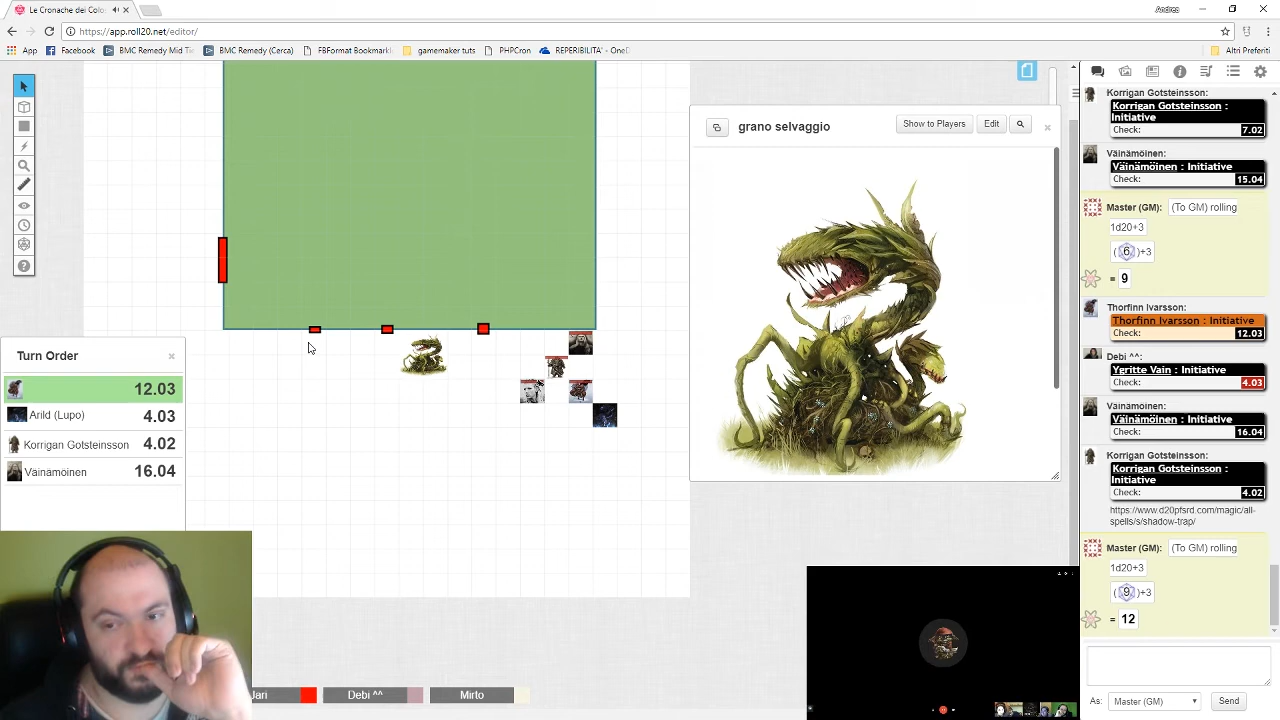 Le Cronache dei Colos
Andrea
https://app.roll20.net/editor/
App
Facebook
BMC Remedy Mid Tie
BMC Remedy (Cerca)
FBFormat Bookmarkl
gamemaker tuts
PHPCron
REPERIBILITA' - OneD
Altri Preferiti
grano selvaggio
Show to Players
Edit
Turn Order
12.03
Arild (Lupo)
4.03
Korrigan Gotsteinsson
4.02
Väinämöinen
16.04
Jari
Debi ^^
Mirto
Korrigan Gotsteinsson:
Korrigan Gotsteinsson :
Initiative
Check:
7.02
Väinämöinen:
Väinämöinen : Initiative
Check:
15.04
Master (GM):
(To GM) rolling
1d20+3
(6)+3
= 9
Thorfinn Ivarsson:
Thorfinn Ivarsson : Initiative
Check:
12.03
Debi ^^:
Ygritte Vain : Initiative
Check:
4.03
Väinämöinen:
Väinämöinen : Initiative
Check:
16.04
Korrigan Gotsteinsson:
Korrigan Gotsteinsson :
Initiative
Check:
4.02
https://www.d20pfsrd.com/magic/all-
spells/s/shadow-trap/
Master (GM):
(To GM) rolling
1d20+3
(9)+3
= 12
As:
Master (GM)
Send